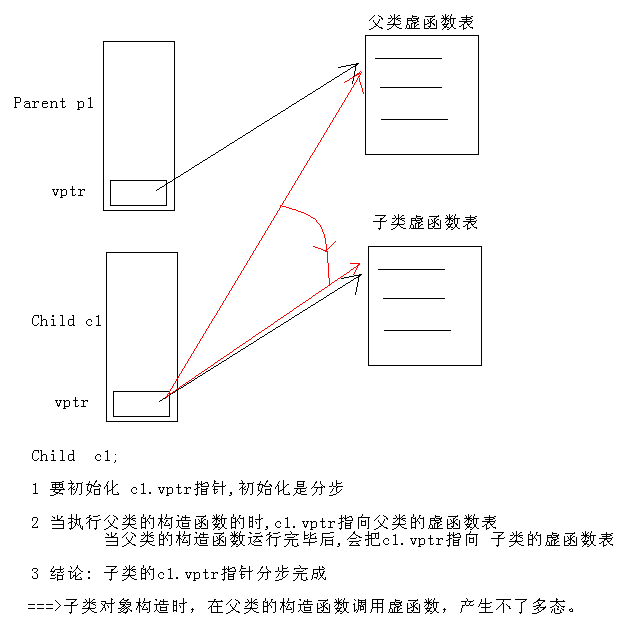 父类虚函数表
Parent p1
vptr
子类虚函数表
Child c1
vptr
Child  c1;
1 要初始化 c1.vptr指针,初始化是分步
2 当执行父类的构造函数的时,c1.vptr指向父类的虚函数表
当父类的构造函数运行完毕后,会把c1.vptr指向 子类的虚函数表
3 结论: 子类的c1.vptr指针分步完成
===>子类对象构造时，在父类的构造函数调用虚函数，产生不了多态。